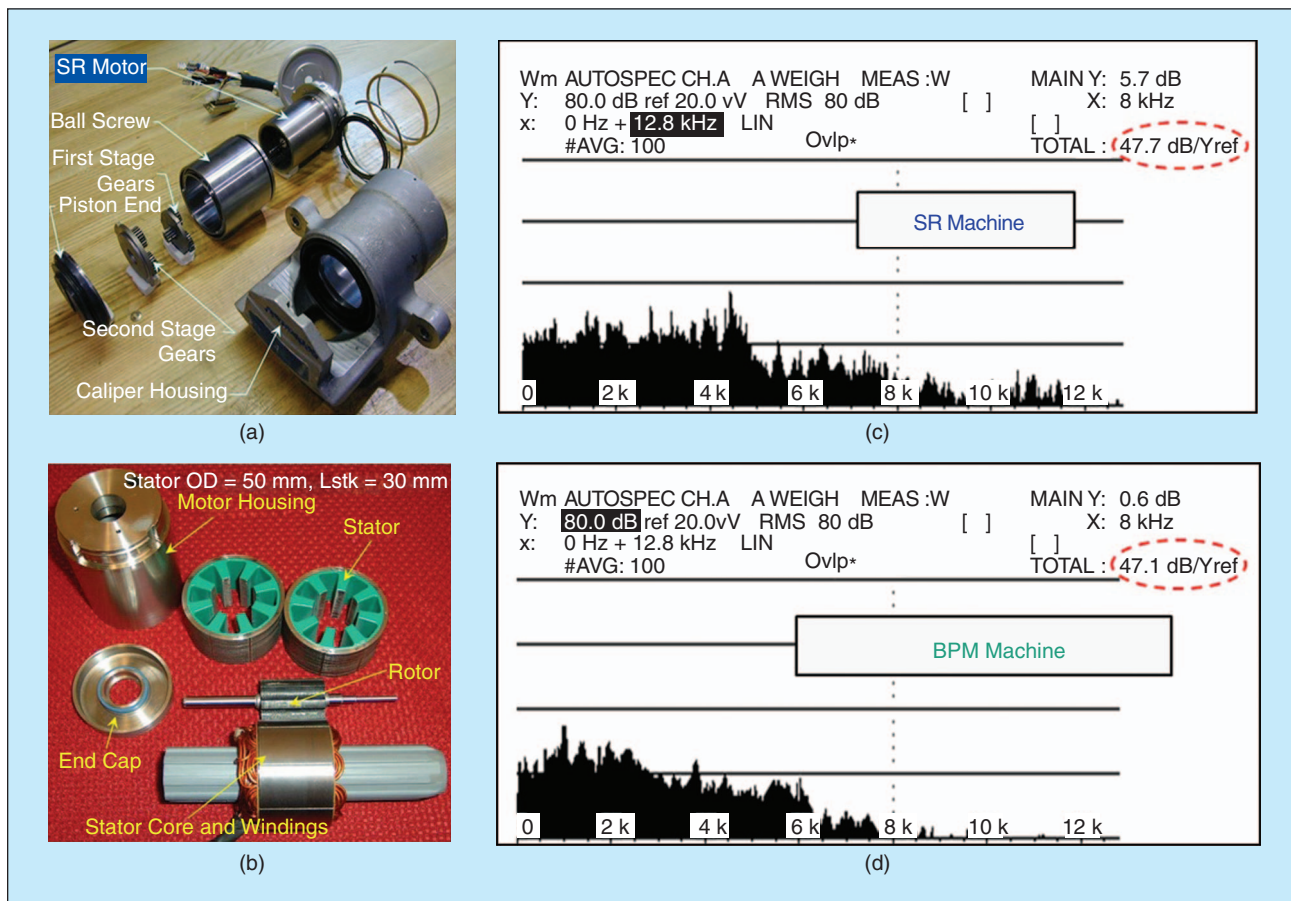 SR Motor
Ball Screw
First Stage
Gears
Piston End
Second Stage
Gears
Caliper Housing
(a)
Wm AUTOSPEC CH.A A WEIGH MEAS :W MAIN Y: 5.7 dB
Y: 80.0 dB ref 20.0 vV RMS 80 dB [ ] X: 8 kHz
x: 0 Hz + 12.8 kHz LIN [ ]
#AVG: 100 Ovlp* TOTAL : 47.7 dB/Yref
SR Machine
0 2 k 4 k 6 k 8 k 10 k 12 k
(c)
Stator OD = 50 mm, Lstk = 30 mm
Motor Housing
Stator
Rotor
End Cap
Stator Core and Windings
(b)
Wm AUTOSPEC CH.A A WEIGH MEAS :W MAIN Y: 0.6 dB
Y: 80.0 dB ref 20.0vV RMS 80 dB [ ] X: 8 kHz
x: 0 Hz + 12.8 kHz LIN [ ]
#AVG: 100 Ovlp* TOTAL : 47.1 dB/Yref
BPM Machine
0 2 k 4 k 6 k 8 k 10 k 12 k
(d)